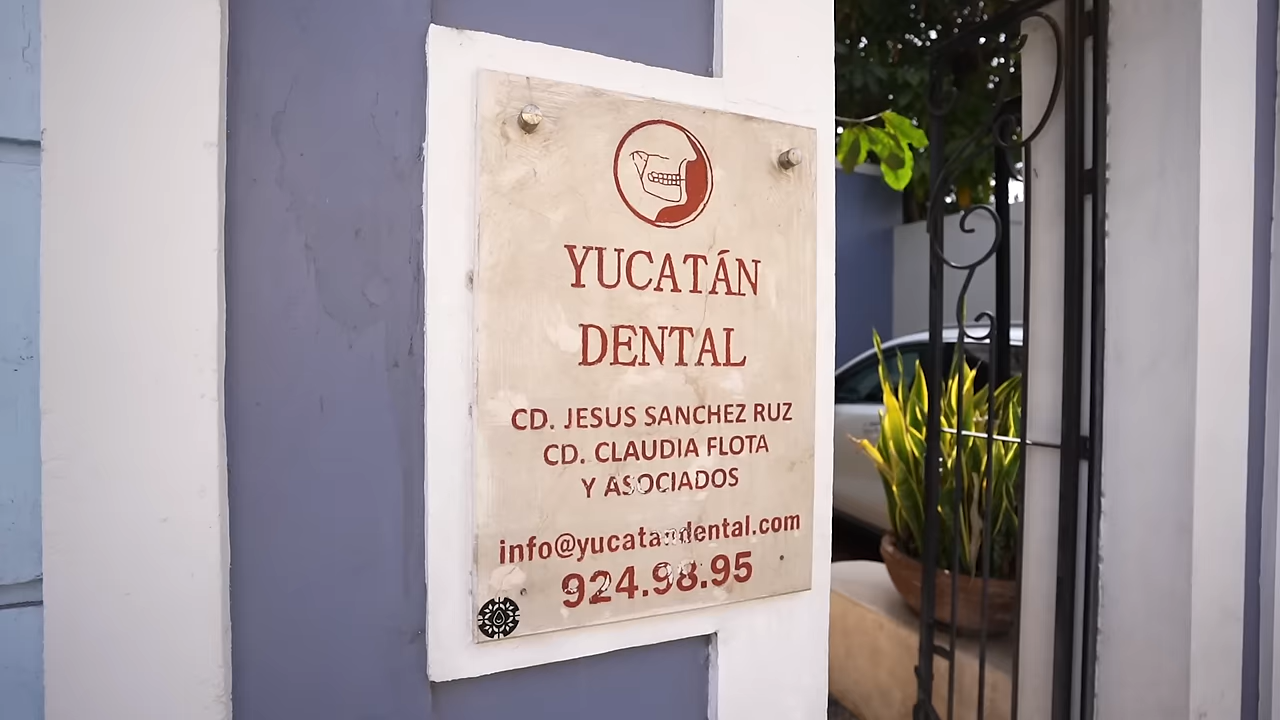 YUCATÁN
DENTAL
CD. JESUS SANCHEZ RUZ
CD. CLAUDIA FLOTA
Y ASOCIADOS
info@yucatandental.com
924.98.95